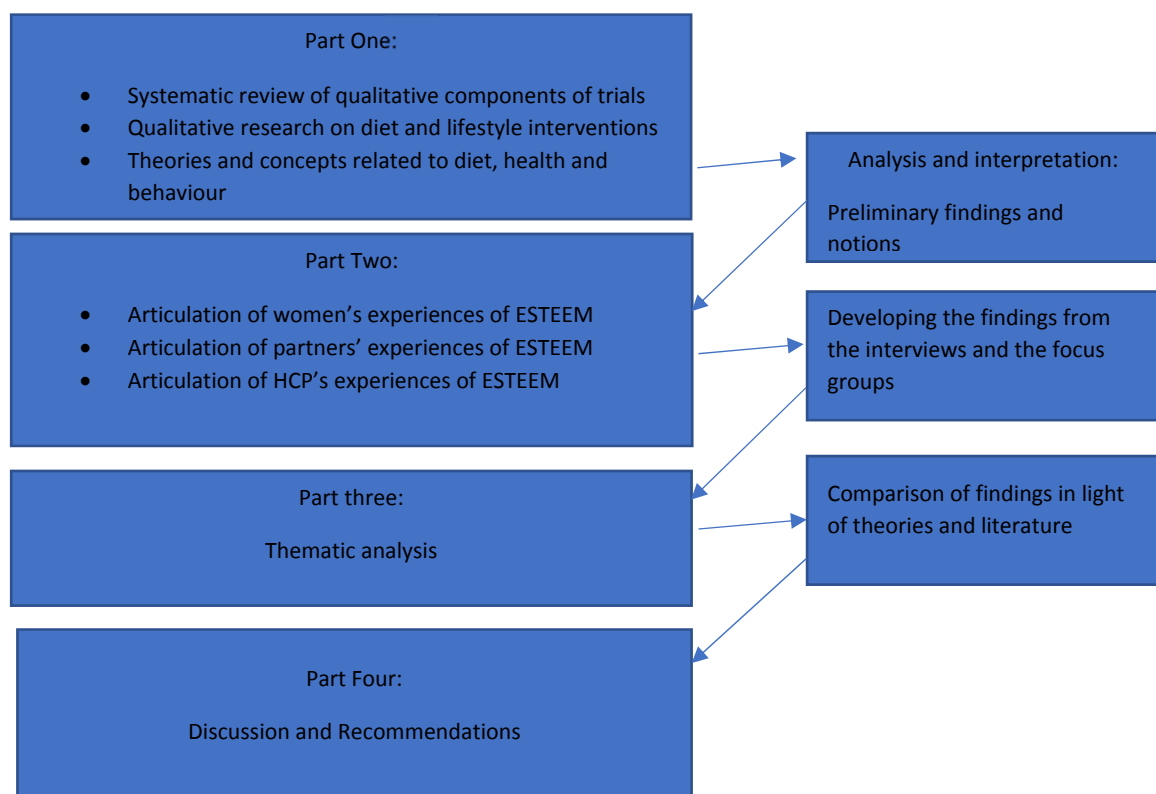 Part One:
• Systematic review of qualitative components of trials
• Qualitative research on diet and lifestyle interventions
• Theories and concepts related to diet, health and
behaviour
Analysis and interpretation:
Preliminary findings and
notions
Part Two:
• Articulation of women’s experiences of ESTEEM
• Articulation of partners’ experiences of ESTEEM
• Articulation of HCP’s experiences of ESTEEM
Developing the findings from
the interviews and the focus
groups
Part three:
Thematic analysis
Comparison of findings in light
of theories and literature
Part Four:
Discussion and Recommendations